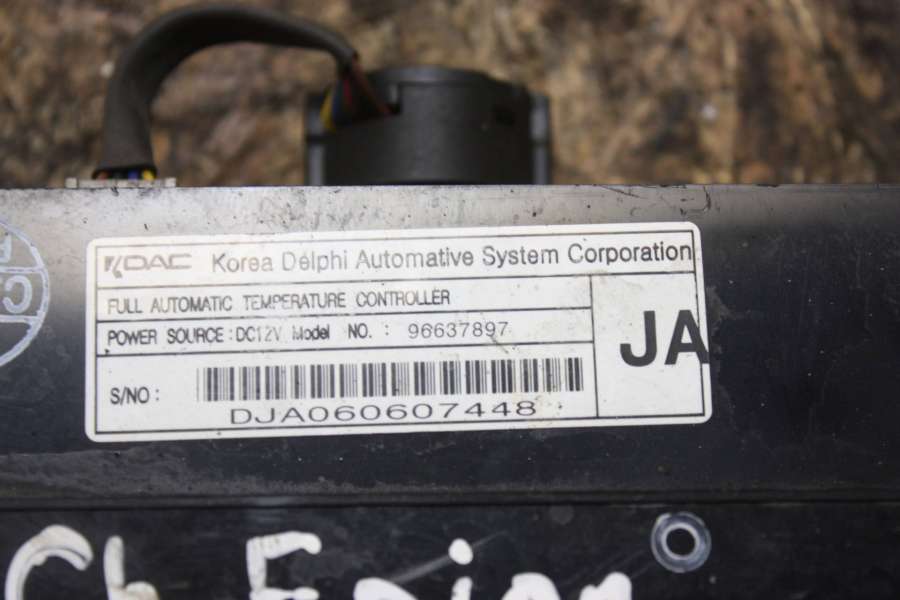 KDAC Korea Delphi Automative System Corporation
FULL AUTOMATIC TEMPERATURE CONTROLLER
POWER SOURCE : DC12V Model NO. : 96637897
JA
S/NO :
DJA060607448